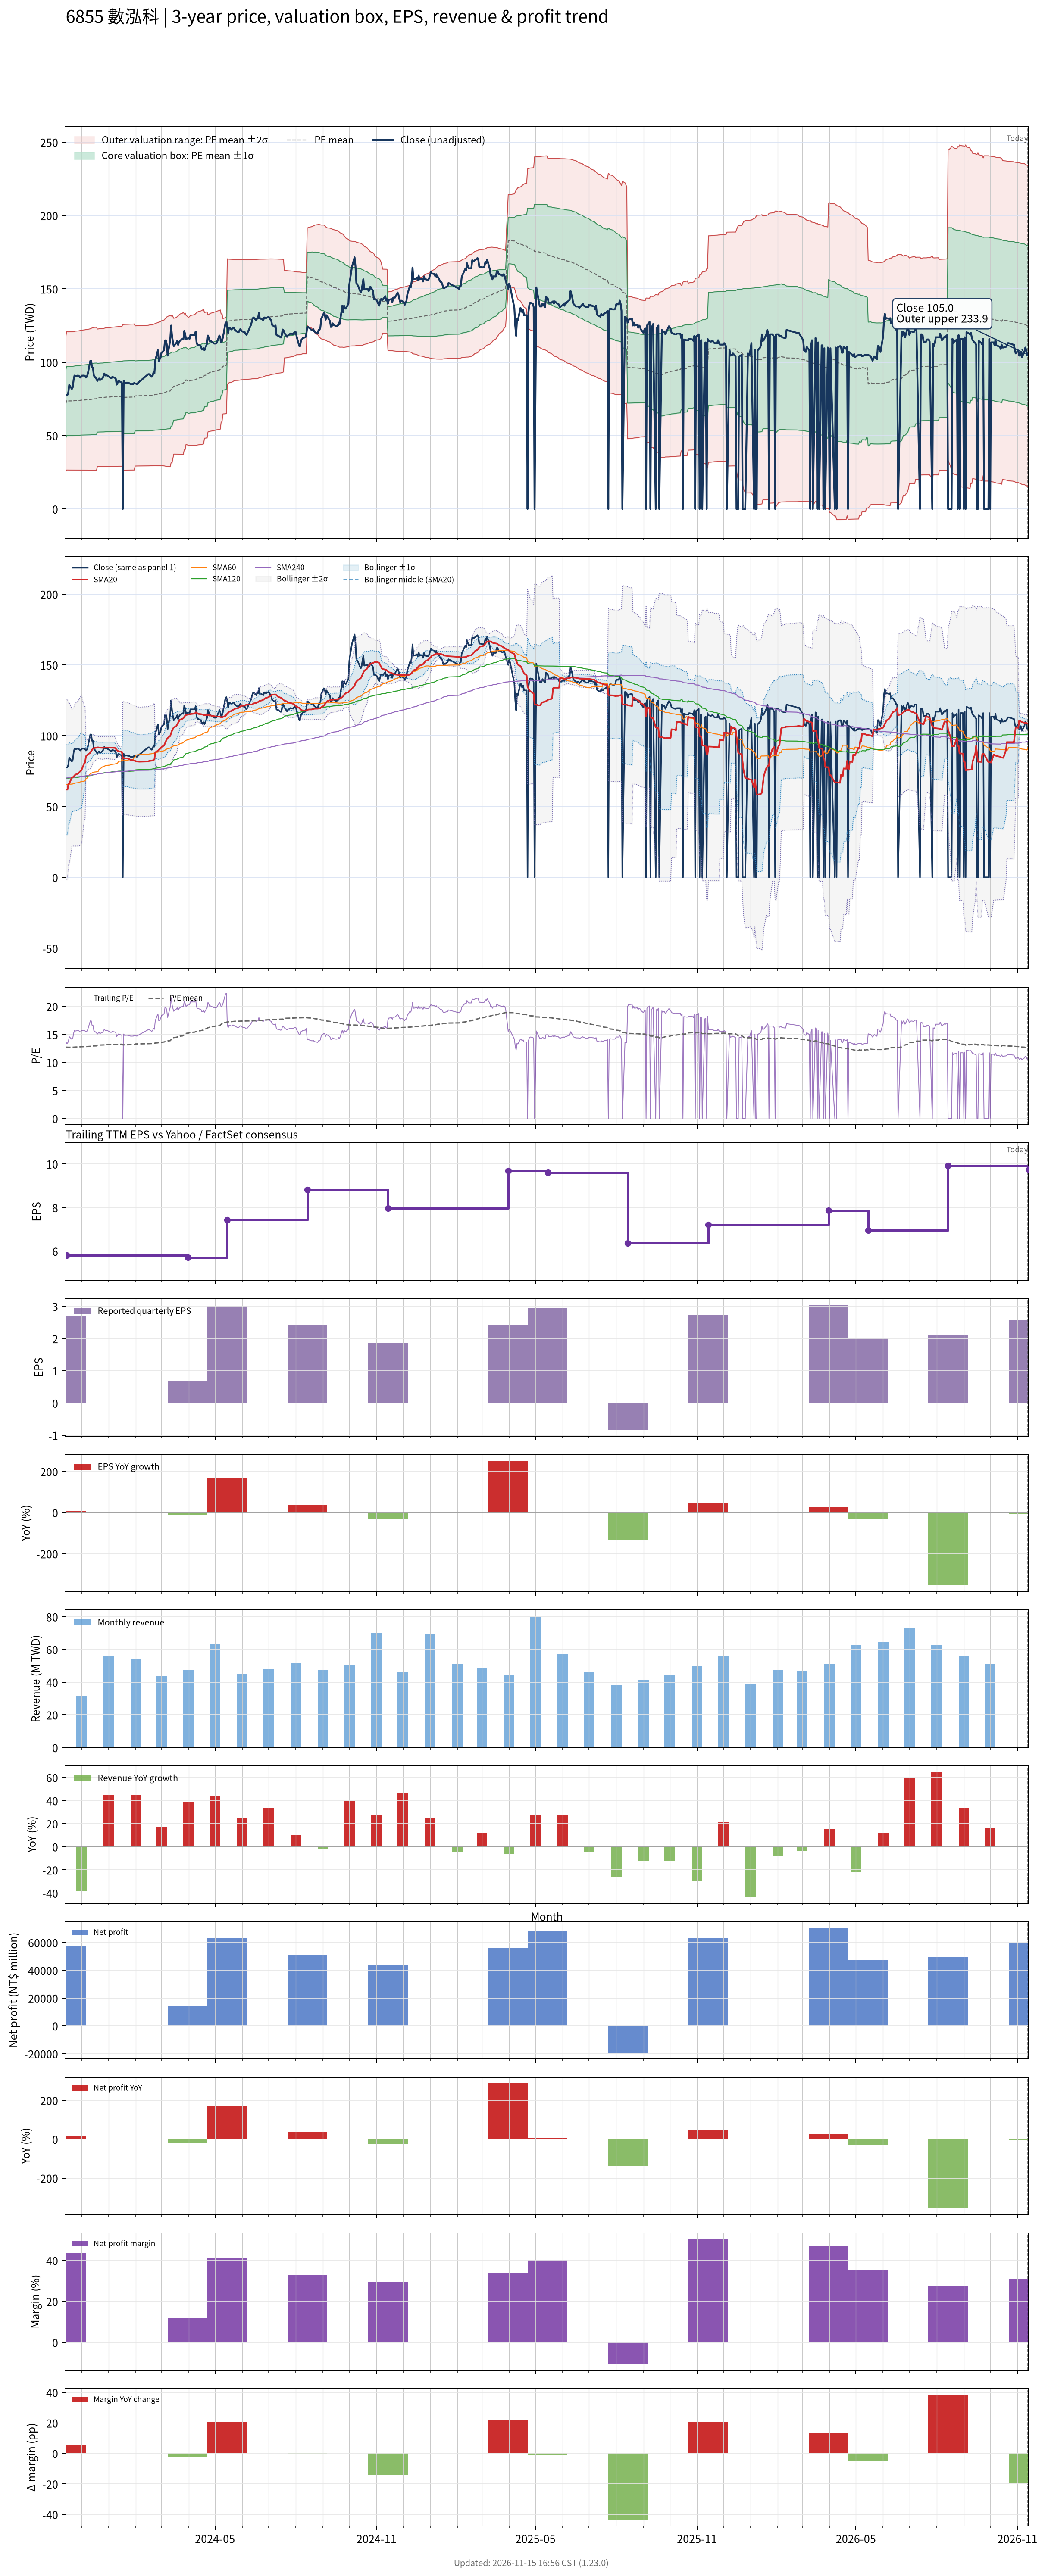 6855 數泓科 | 3-year price, valuation box, EPS, revenue & profit trend
Outer valuation range: PE mean ±2σ
PE mean
Close (unadjusted)
Core valuation box: PE mean ±1σ
Today
Price (TWD)
250
200
150
100
50
0
Close 105.0
Outer upper 233.9
Close (same as panel 1)
SMA20
SMA60
SMA120
SMA240
Bollinger ±2σ
Bollinger ±1σ
Bollinger middle (SMA20)
Price
200
150
100
50
0
-50
Trailing P/E
P/E mean
P/E
20
15
10
5
0
Trailing TTM EPS vs Yahoo / FactSet consensus
Today
EPS
10
8
6
Reported quarterly EPS
EPS
3
2
1
0
-1
EPS YoY growth
YoY (%)
200
0
-200
Monthly revenue
Revenue (M TWD)
80
60
40
20
0
Revenue YoY growth
YoY (%)
60
40
20
0
-20
-40
Month
Net profit
Net profit (NT$ million)
60000
40000
20000
0
-20000
Net profit YoY
YoY (%)
200
0
-200
Net profit margin
Margin (%)
40
20
0
Margin YoY change
Δ margin (pp)
40
20
0
-20
-40
2024-05
2024-11
2025-05
2025-11
2026-05
2026-11
Updated: 2026-11-15 16:56 CST (1.23.0)